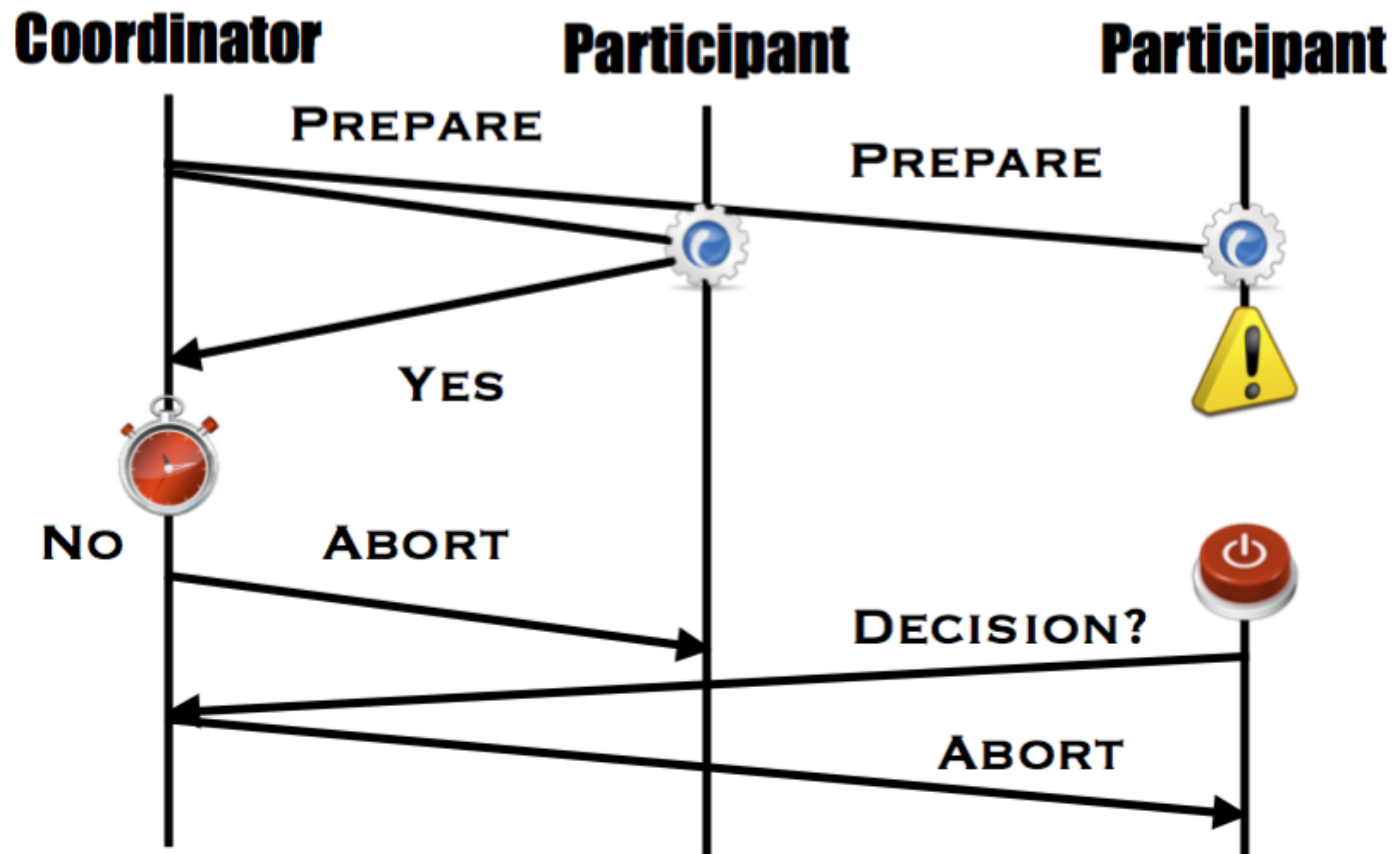 Coordinator
Participant
Participant
PREPARE
PREPARE
YES
NO
ABORT
DECISION?
ABORT